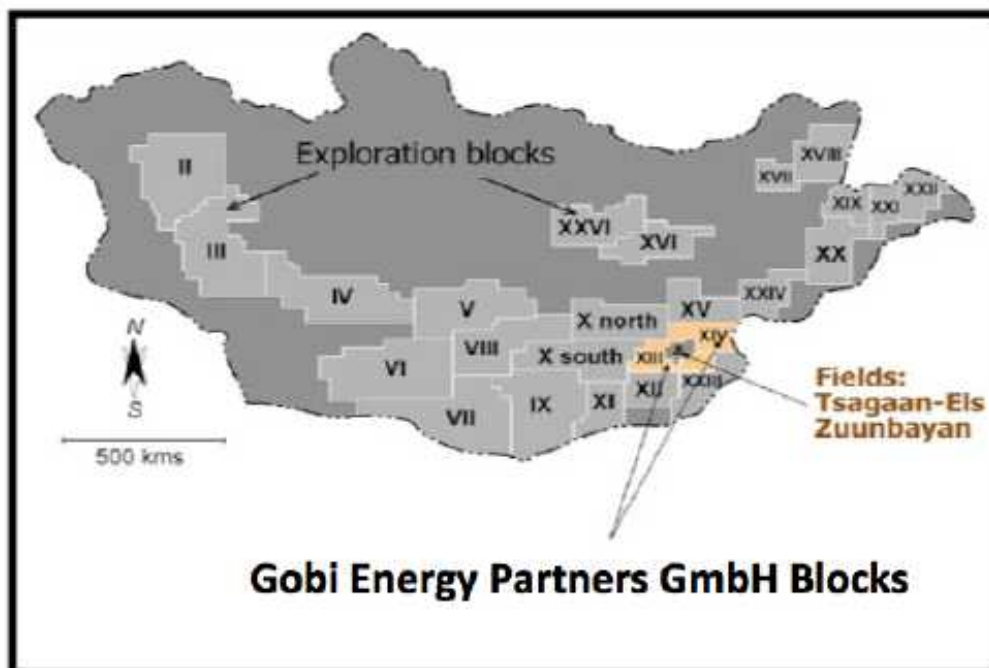 XVIII
XVII
II
Exploration blocks
XXII
XIX
XXI
XXVI
XVI
III
XX
IV
XXIV
V
XV
X north
XIV
N
VIII
X south
XIII
VI
XXIII
XII
Fields:
Tsagaan-Els
Zuunbayan
S
VII
IX
XI
500 kms
Gobi Energy Partners GmbH Blocks